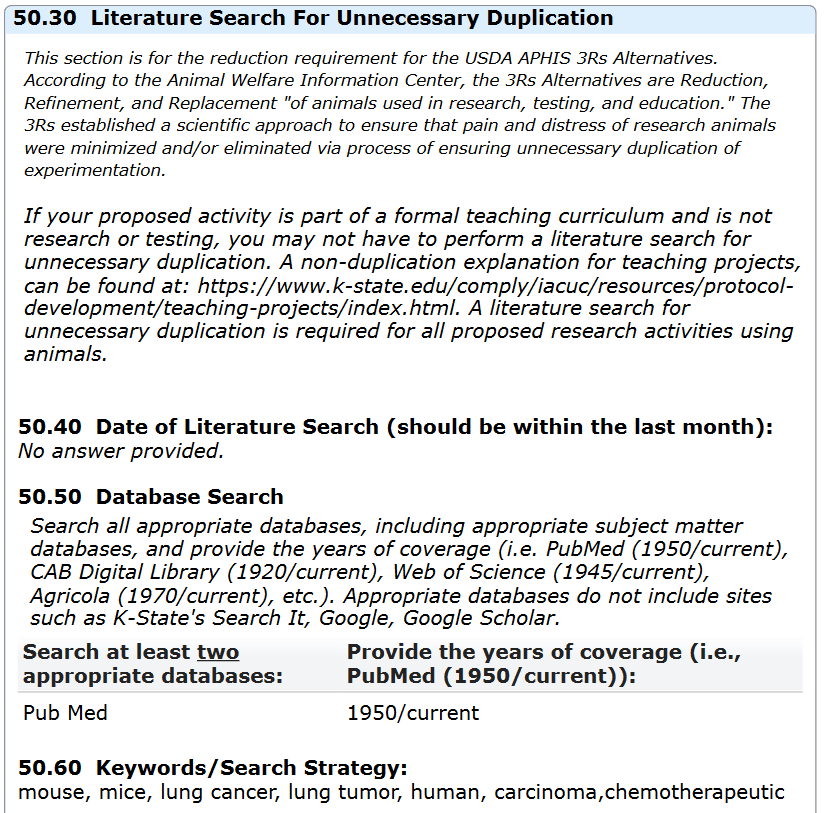 50.30 Literature Search For Unnecessary Duplication
This section is for the reduction requirement for the USDA APHIS 3Rs Alternatives.
According to the Animal Welfare Information Center, the 3Rs Alternatives are Reduction,
Refinement, and Replacement "of animals used in research, testing, and education." The
3Rs established a scientific approach to ensure that pain and distress of research animals
were minimized and/or eliminated via process of ensuring unnecessary duplication of
experimentation.
If your proposed activity is part of a formal teaching curriculum and is not
research or testing, you may not have to perform a literature search for
unnecessary duplication. A non-duplication explanation for teaching projects,
can be found at: https://www.k-state.edu/comply/iacuc/resources/protocol-
development/teaching-projects/index.html. A literature search for
unnecessary duplication is required for all proposed research activities using
animals.
50.40 Date of Literature Search (should be within the last month):
No answer provided.
50.50 Database Search
Search all appropriate databases, including appropriate subject matter
databases, and provide the years of coverage (i.e. PubMed (1950/current),
CAB Digital Library (1920/current), Web of Science (1945/current),
Agricola (1970/current), etc.). Appropriate databases do not include sites
such as K-State's Search It, Google, Google Scholar.
Search at least two
appropriate databases:
Provide the years of coverage (i.e.,
PubMed (1950/current)):
Pub Med
1950/current
50.60 Keywords/Search Strategy:
mouse, mice, lung cancer, lung tumor, human, carcinoma,chemotherapeutic